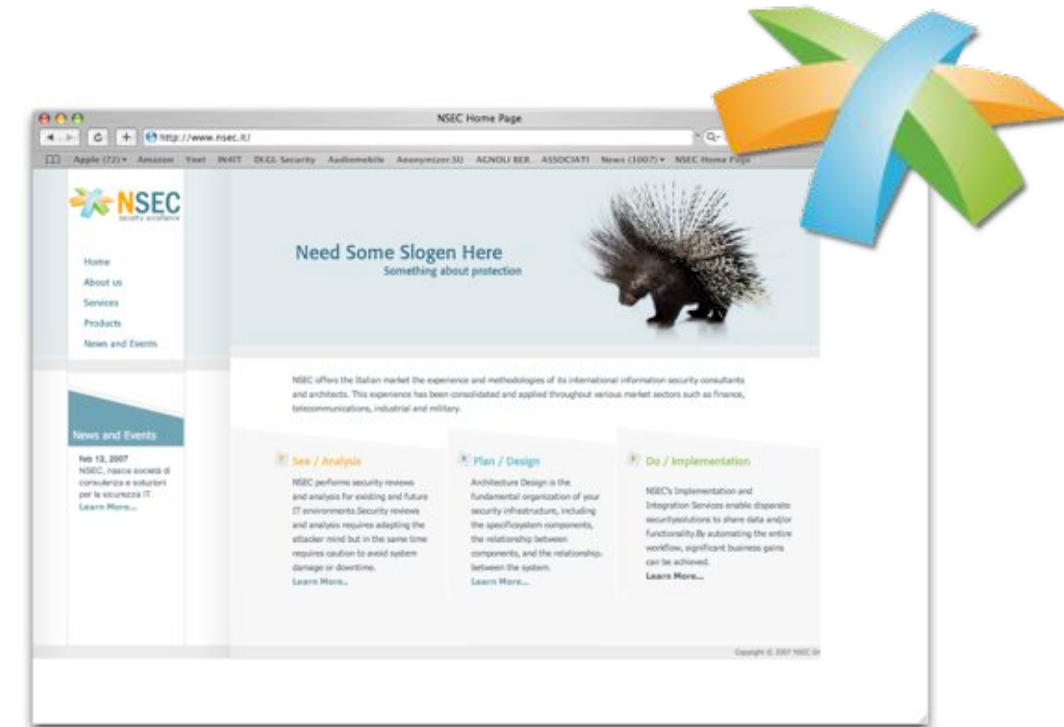 NSEC Home Page
http://www.nsec.it/
Apple (72) Amazon Yoox IN4IT DI.GI. Security Audiomobile Anonymizer.SU AGNOLI BER... ASSOCIATI News (1007) NSEC Home Page
NSEC
security excellence
Home
About us
Services
Products
News and Events
Need Some Slogen Here
Something about protection
NSEC offers the Italian market the experience and methodologies of its international information security consultants
and architects. This experience has been consolidated and applied throughout various market sectors such as finance,
telecommunications, industrial and military.
News and Events
Feb 12, 2007
NSEC, nasce società di
consulenza e soluzioni
per la sicurezza IT.
Learn More...
See / Analysis
NSEC performs security reviews
and analysis for existing and future
IT environments.Security reviews
and analysis requires adapting the
attacker mind but in the same time
requires caution to avoid system
damage or downtime.
Learn More...
Plan / Design
Architecture Design is the
fundamental organization of your
security infrastructure, including
the specificsystem components,
the relationship between
components, and the relationship
between the system.
Learn More...
Do / Implementation
NSEC's Implementation and
Integration Services enable disparate
securitysolutions to share data and/or
functionality.By automating the entire
workflow, significant business gains
can be achieved.
Learn More...
Copyright © 2007 NSEC